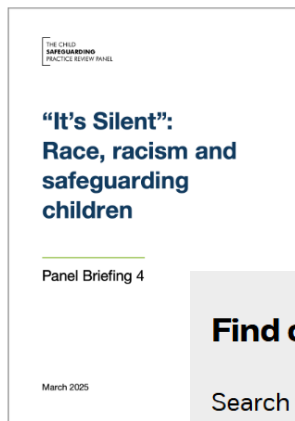 THE CHILD
SAFEGUARDING
PRACTICE REVIEW PANEL
“It’s Silent”:
Race, racism and
safeguarding
children
Panel Briefing 4
March 2025
Find
Search